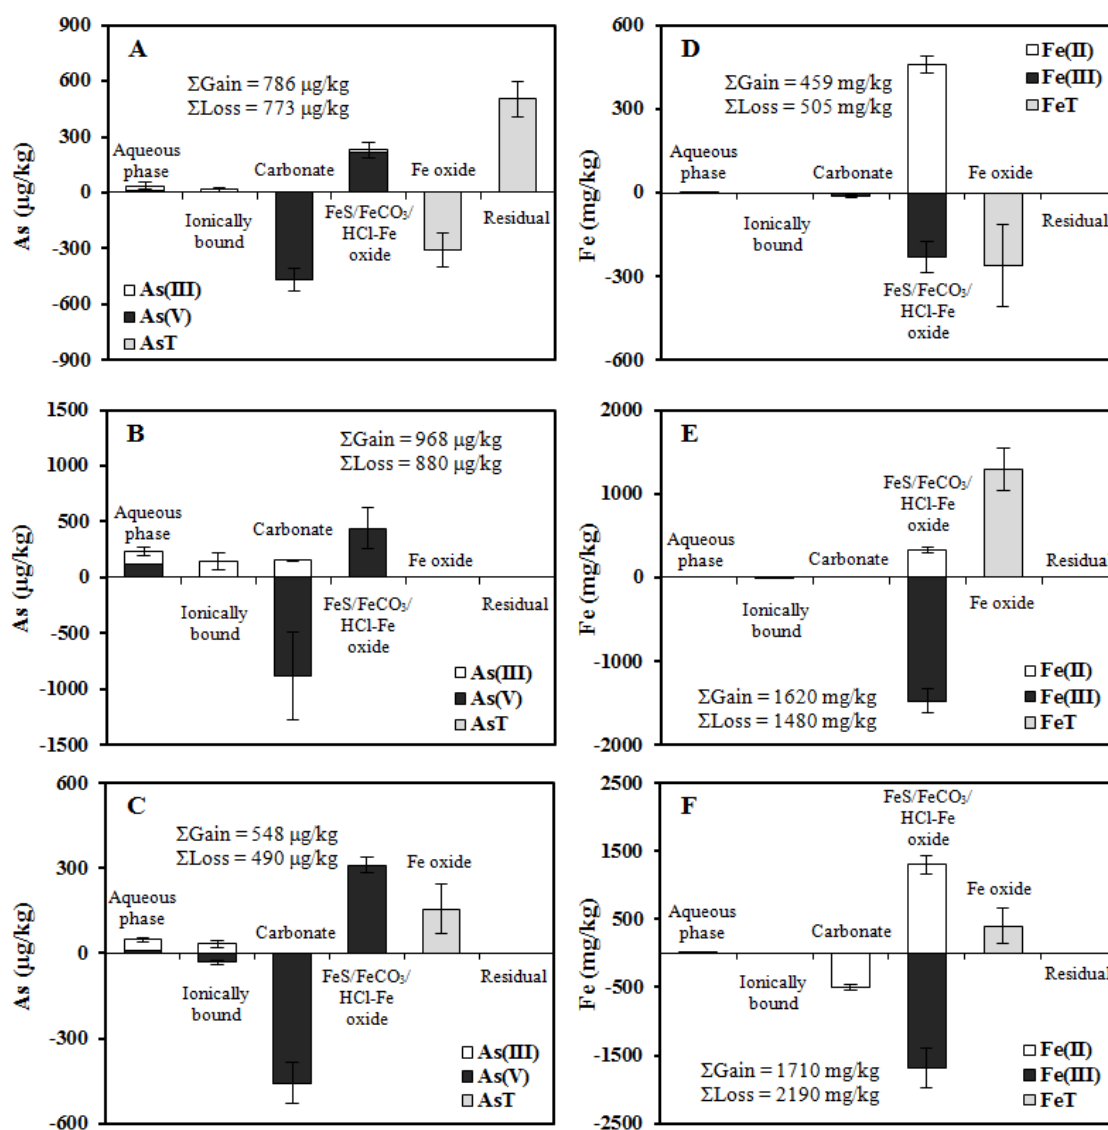 900
600
300
0
-300
-600
-900
As (µg/kg)
A
ΣGain = 786 µg/kg
ΣLoss = 773 µg/kg
Aqueous
phase
Ionically
bound
Carbonate
FeS/FeCO₃/
HCl-Fe
oxide
Fe oxide
Residual
As(III)
As(V)
AsT
600
300
0
-300
-600
Fe (mg/kg)
D
ΣGain = 459 mg/kg
ΣLoss = 505 mg/kg
Fe(II)
Fe(III)
FeT
Aqueous
phase
Ionically
bound
Carbonate
FeS/FeCO₃/
HCl-Fe
oxide
Fe oxide
Residual
1500
1000
500
0
-500
-1000
-1500
As (µg/kg)
B
ΣGain = 968 µg/kg
ΣLoss = 880 µg/kg
Aqueous
phase
Ionically
bound
Carbonate
FeS/FeCO₃/
HCl-Fe
oxide
Fe oxide
Residual
As(III)
As(V)
AsT
2000
1000
0
-1000
-2000
Fe (mg/kg)
E
Aqueous
phase
Ionically
bound
Carbonate
FeS/FeCO₃/
HCl-Fe
oxide
Fe oxide
Residual
ΣGain = 1620 mg/kg
ΣLoss = 1480 mg/kg
Fe(II)
Fe(III)
FeT
600
300
0
-300
-600
As (µg/kg)
C
ΣGain = 548 µg/kg
ΣLoss = 490 µg/kg
Aqueous
phase
Ionically
bound
Carbonate
FeS/FeCO₃/
HCl-Fe
oxide
Fe oxide
Residual
As(III)
As(V)
AsT
2500
1500
500
-500
-1500
-2500
Fe (mg/kg)
F
Aqueous
phase
Ionically
bound
Carbonate
FeS/FeCO₃/
HCl-Fe
oxide
Fe oxide
Residual
ΣGain = 1710 mg/kg
ΣLoss = 2190 mg/kg
Fe(II)
Fe(III)
FeT